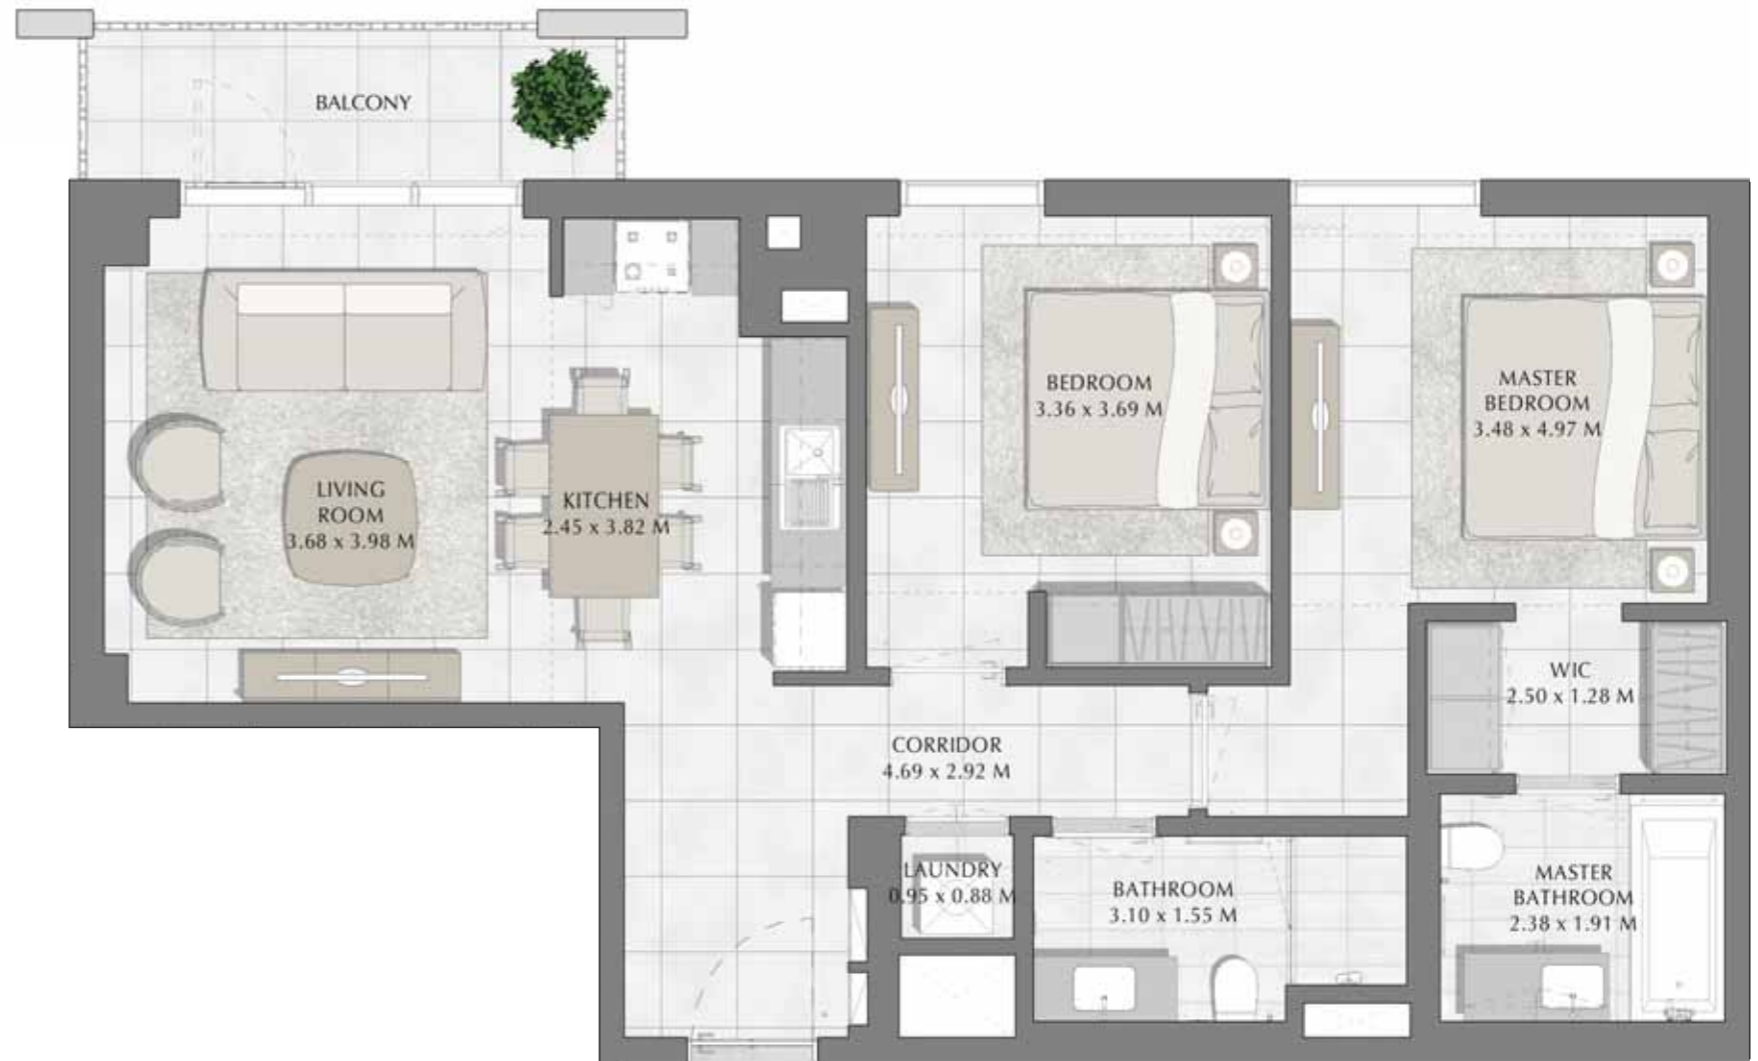 BALCONY
LIVING
ROOM
3.68 x 3.98 M
KITCHEN
2.45 x 3.82 M
BEDROOM
3.36 x 3.69 M
MASTER
BEDROOM
3.48 x 4.97 M
WIC
2.50 x 1.28 M
CORRIDOR
4.69 x 2.92 M
LAUNDRY
0.95 x 0.88 M
BATHROOM
3.10 x 1.55 M
MASTER
BATHROOM
2.38 x 1.91 M